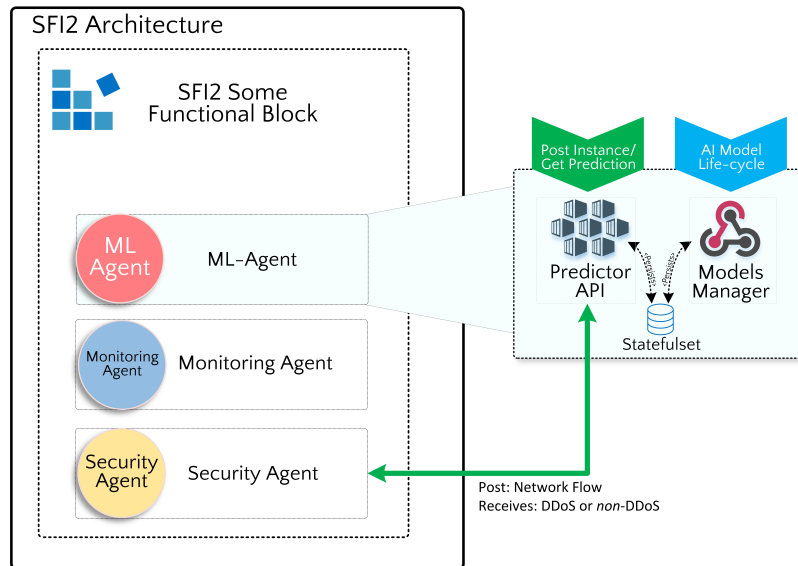 SFI2 Architecture
SFI2 Some
Functional Block
ML
Agent
ML-Agent
Monitoring
Agent
Monitoring Agent
Security
Agent
Security Agent
Post Instance/
Get Prediction
AI Model
Life-cycle
Predictor
API
Models
Manager
<Persists>
<Persists>
Statefulset
Post: Network Flow
Receives: DDoS or non-DDoS